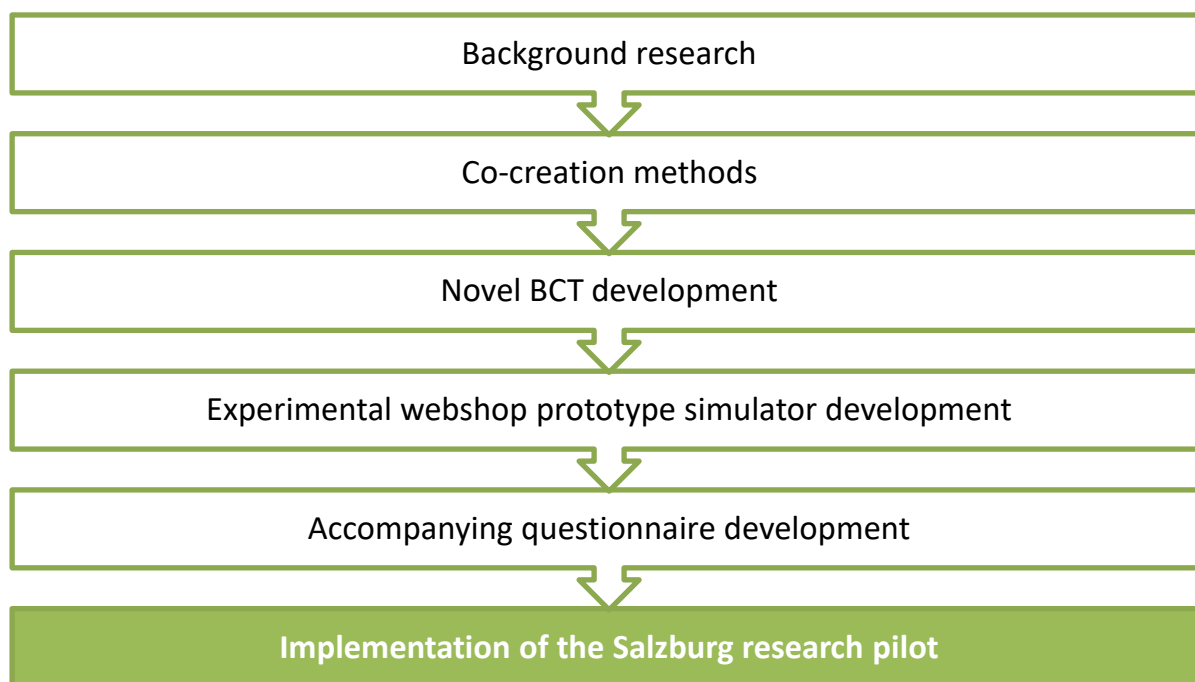 Background research
Co-creation methods
Novel BCT development
Experimental webshop prototype simulator development
Accompanying questionnaire development
Implementation of the Salzburg research pilot